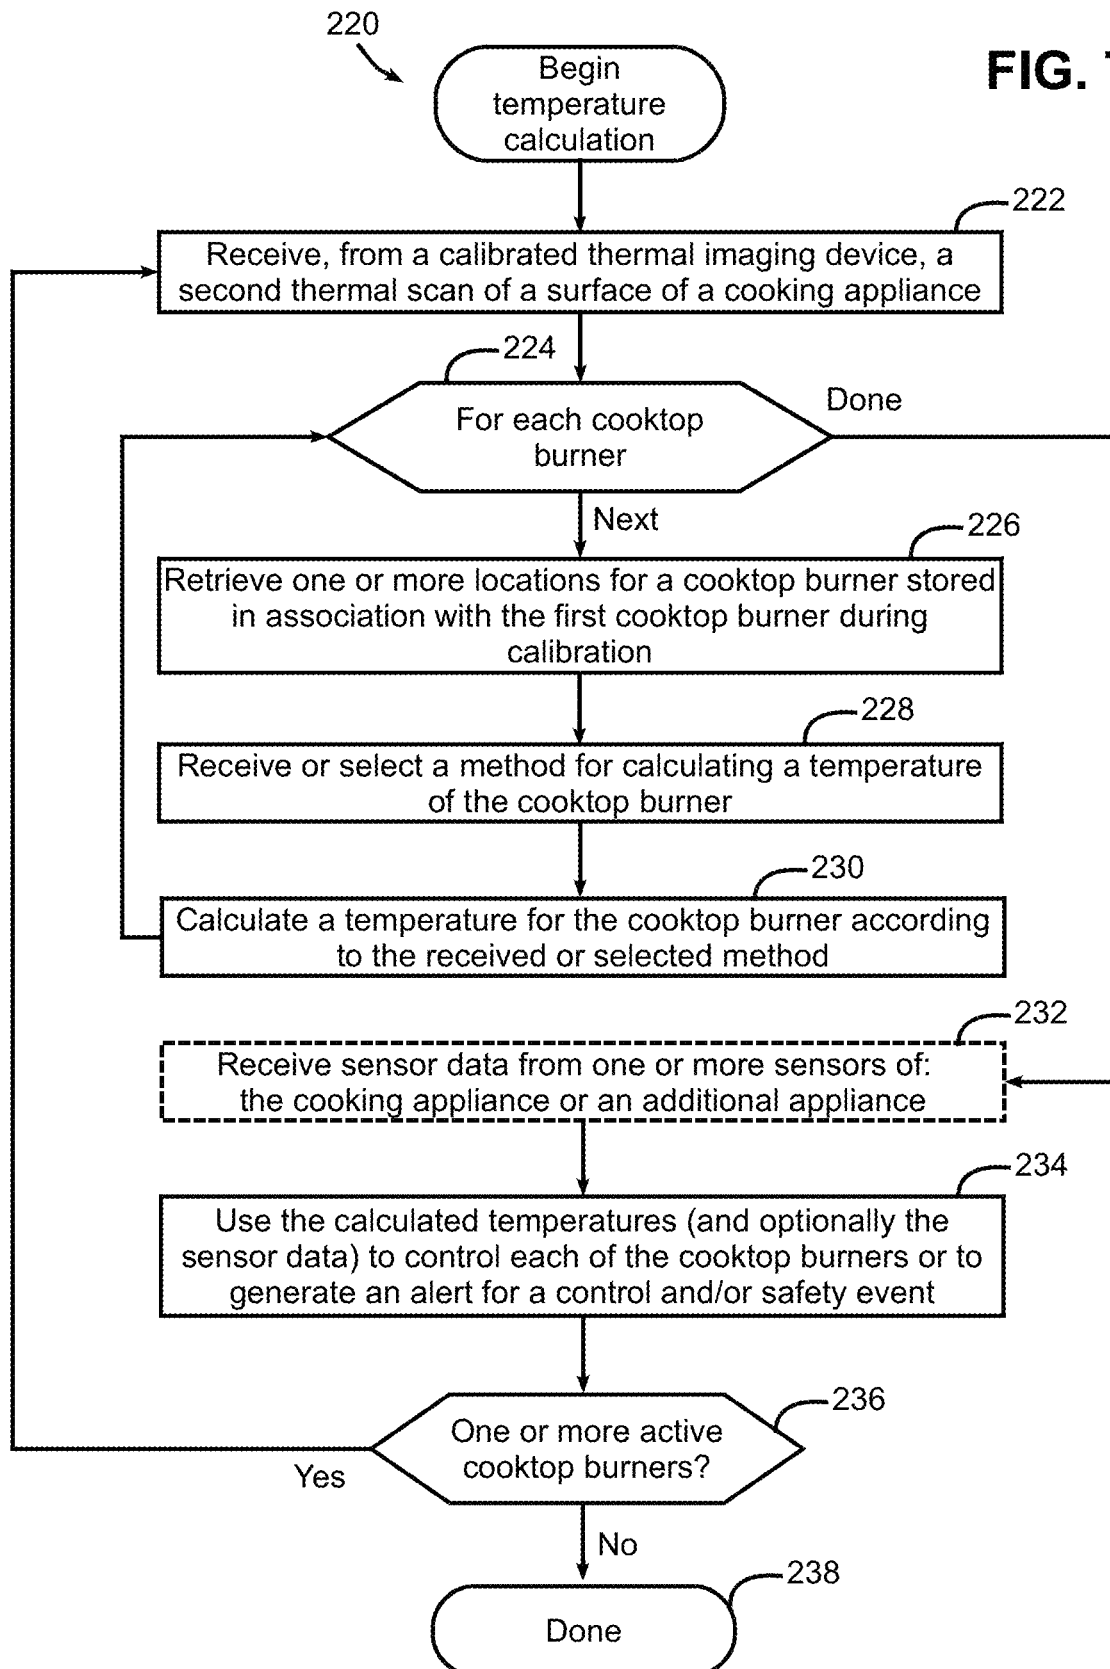 220
FIG. 7
Begin
temperature
calculation
222
Receive, from a calibrated thermal imaging device, a
second thermal scan of a surface of a cooking appliance
224
For each cooktop
burner
Done
Next
226
Retrieve one or more locations for a cooktop burner stored
in association with the first cooktop burner during
calibration
228
Receive or select a method for calculating a temperature
of the cooktop burner
230
Calculate a temperature for the cooktop burner according
to the received or selected method
232
Receive sensor data from one or more sensors of:
the cooking appliance or an additional appliance
234
Use the calculated temperatures (and optionally the
sensor data) to control each of the cooktop burners or to
generate an alert for a control and/or safety event
236
One or more active
cooktop burners?
Yes
No
238
Done